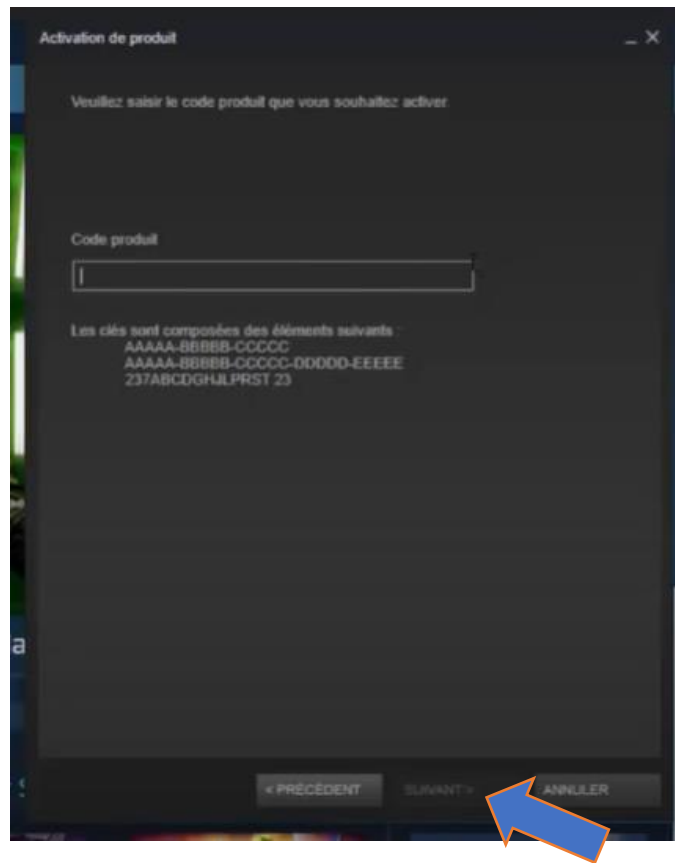 Activation de produit
Veuillez saisir le code produit que vous souhaitez activer
Code produit
Les clés sont composées des éléments suivants :
AAAAA-BBBBB-CCCCC
AAAAA-BBBBB-CCCCC-DDDDD-EEEEE
237ABCDGHJLPRST 23
a
< PRÉCÉDENT
SUIVANT >
ANNULER